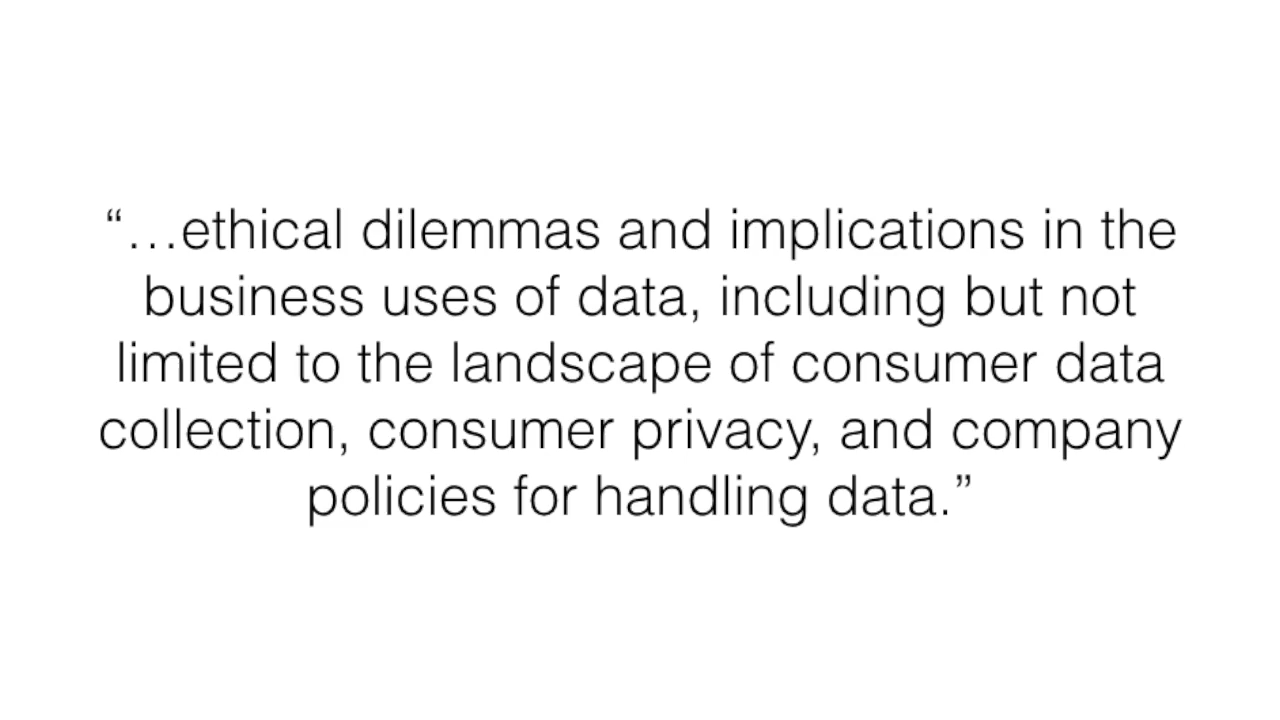 “…ethical dilemmas and implications in the
business uses of data, including but not
limited to the landscape of consumer data
collection, consumer privacy, and company
policies for handling data.”